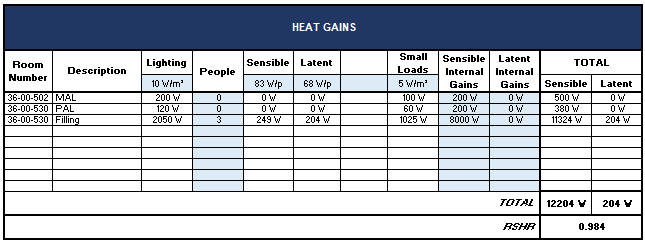 HEAT GAINS
Room Number Description Lighting People Sensible Latent Small Loads Sensible Internal Gains Latent Internal Gains TOTAL
10 W/m² 83 W/p 68 W/p 5 W/m² Sensible Latent
36-00-502 MAL 200 W 0 0 W 0 W 100 W 200 W 0 W 500 W 0 W
36-00-530 PAL 120 W 0 0 W 0 W 60 W 200 W 0 W 380 W 0 W
36-00-530 Filling 2050 W 3 249 W 204 W 1025 W 8000 W 0 W 11324 W 204 W
TOTAL 12204 W 204 W
RSHR 0.984